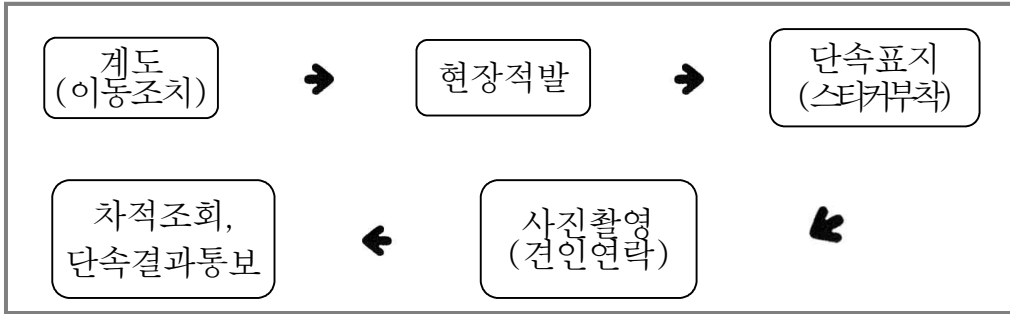 계도
(이동조치)
현장적발
단속표지
(스티커부착)
사진촬영
(견인연락)
차적조회,
단속결과통보